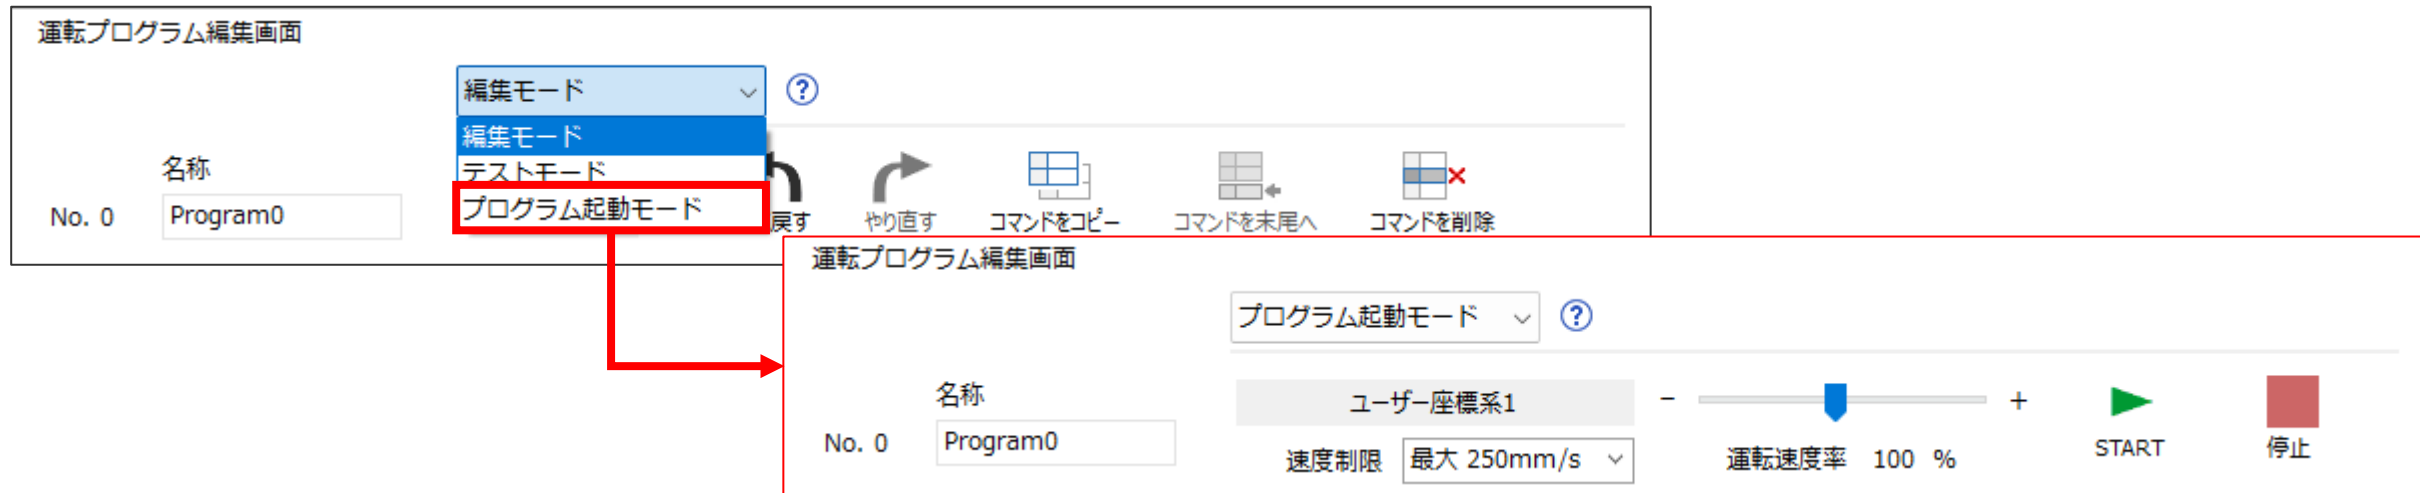 運転プログラム編集画面
編集モード
編集モード
テストモード
プログラム起動モード
名称
No. 0
Program0
戻す
やり直す
コマンドをコピー
コマンドを末尾へ
コマンドを削除
運転プログラム編集画面
プログラム起動モード
名称
No. 0
Program0
ユーザー座標系1
速度制限
最大 250mm/s
- +
運転速度率 100 %
START
停止